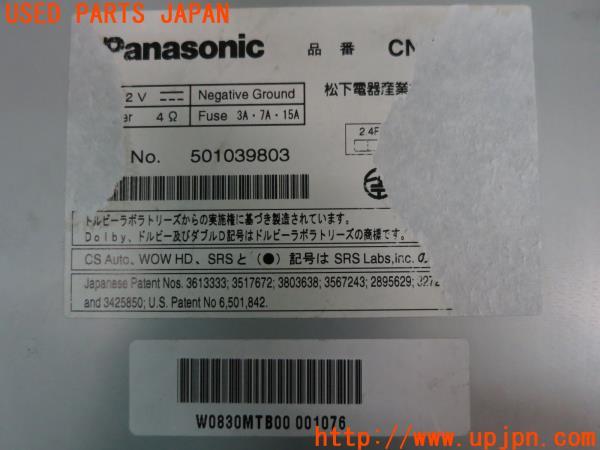 USED PARTS JAPAN
Panasonic 品番 CN
2V Negative Ground 松下電器産業
4Ω Fuse 3A・7A・15A
No. 501039803
ドルビーラボラトリーズからの実施権に基づき製造されています。
Dolby、ドルビー及びダブルD記号はドルビーラボラトリーズの商標です。
CS Auto、WOW HD、SRSと(●)記号は SRS Labs,Inc. の
Japanese Patent Nos. 3613333; 3517672; 3803638; 3567243; 2895629;
and 3425850; U.S. Patent No 6,501,842.
W0830MTB00 001076
UPJ
http://www.upjpn.com